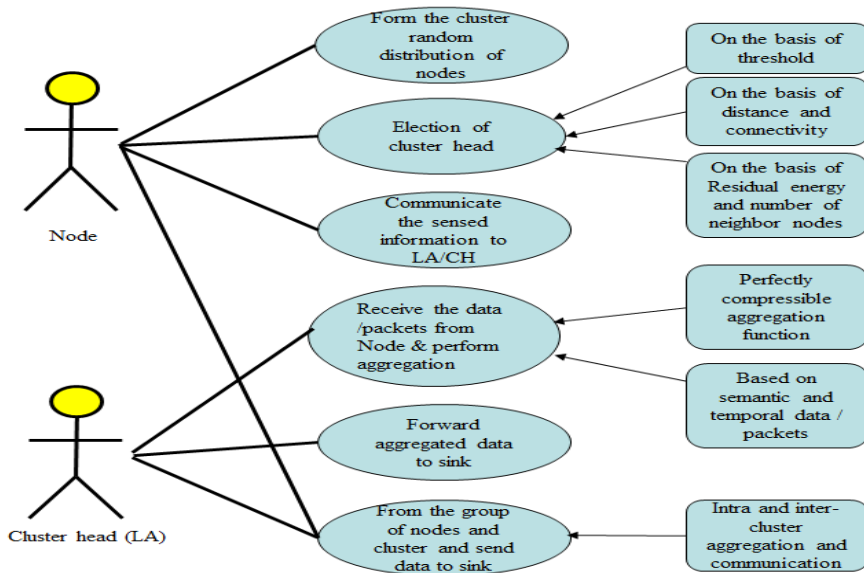 Form the cluster
random
distribution of
nodes
On the basis of
threshold
On the basis of
distance and
connectivity
Election of
cluster head
On the basis of
Residual energy
and number of
neighbor nodes
Node
Communicate
the sensed
information to
LA/CH
Perfectly
compressible
aggregation
function
Receive the data
/packets from
Node & perform
aggregation
Based on
semantic and
temporal data /
packets
Forward
aggregated data
to sink
Cluster head (LA)
From the group
of nodes and
cluster and send
data to sink
Intra and inter-
cluster
aggregation and
communication